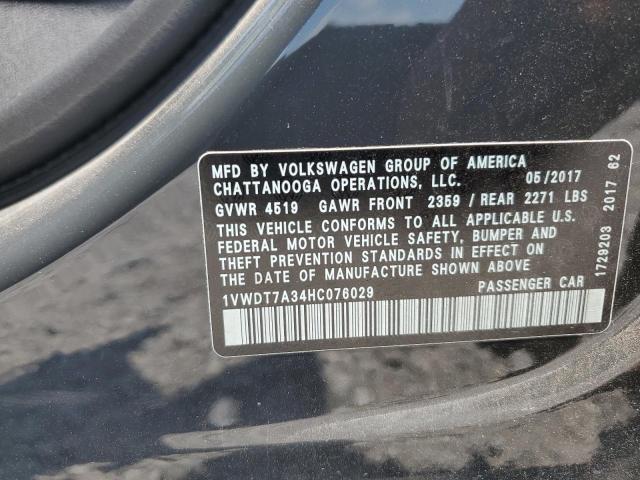 MFD BY VOLKSWAGEN GROUP OF AMERICA
CHATTANOOGA OPERATIONS, LLC. 05/2017
GVWR 4519 GAWR FRONT 2359 / REAR 2271 LBS
THIS VEHICLE CONFORMS TO ALL APPLICABLE U.S.
FEDERAL MOTOR VEHICLE SAFETY, BUMPER AND
THEFT PREVENTION STANDARDS IN EFFECT ON
THE DATE OF MANUFACTURE SHOWN ABOVE
1VWDT7A34HC076029 PASSENGER CAR
1729203 2017 62